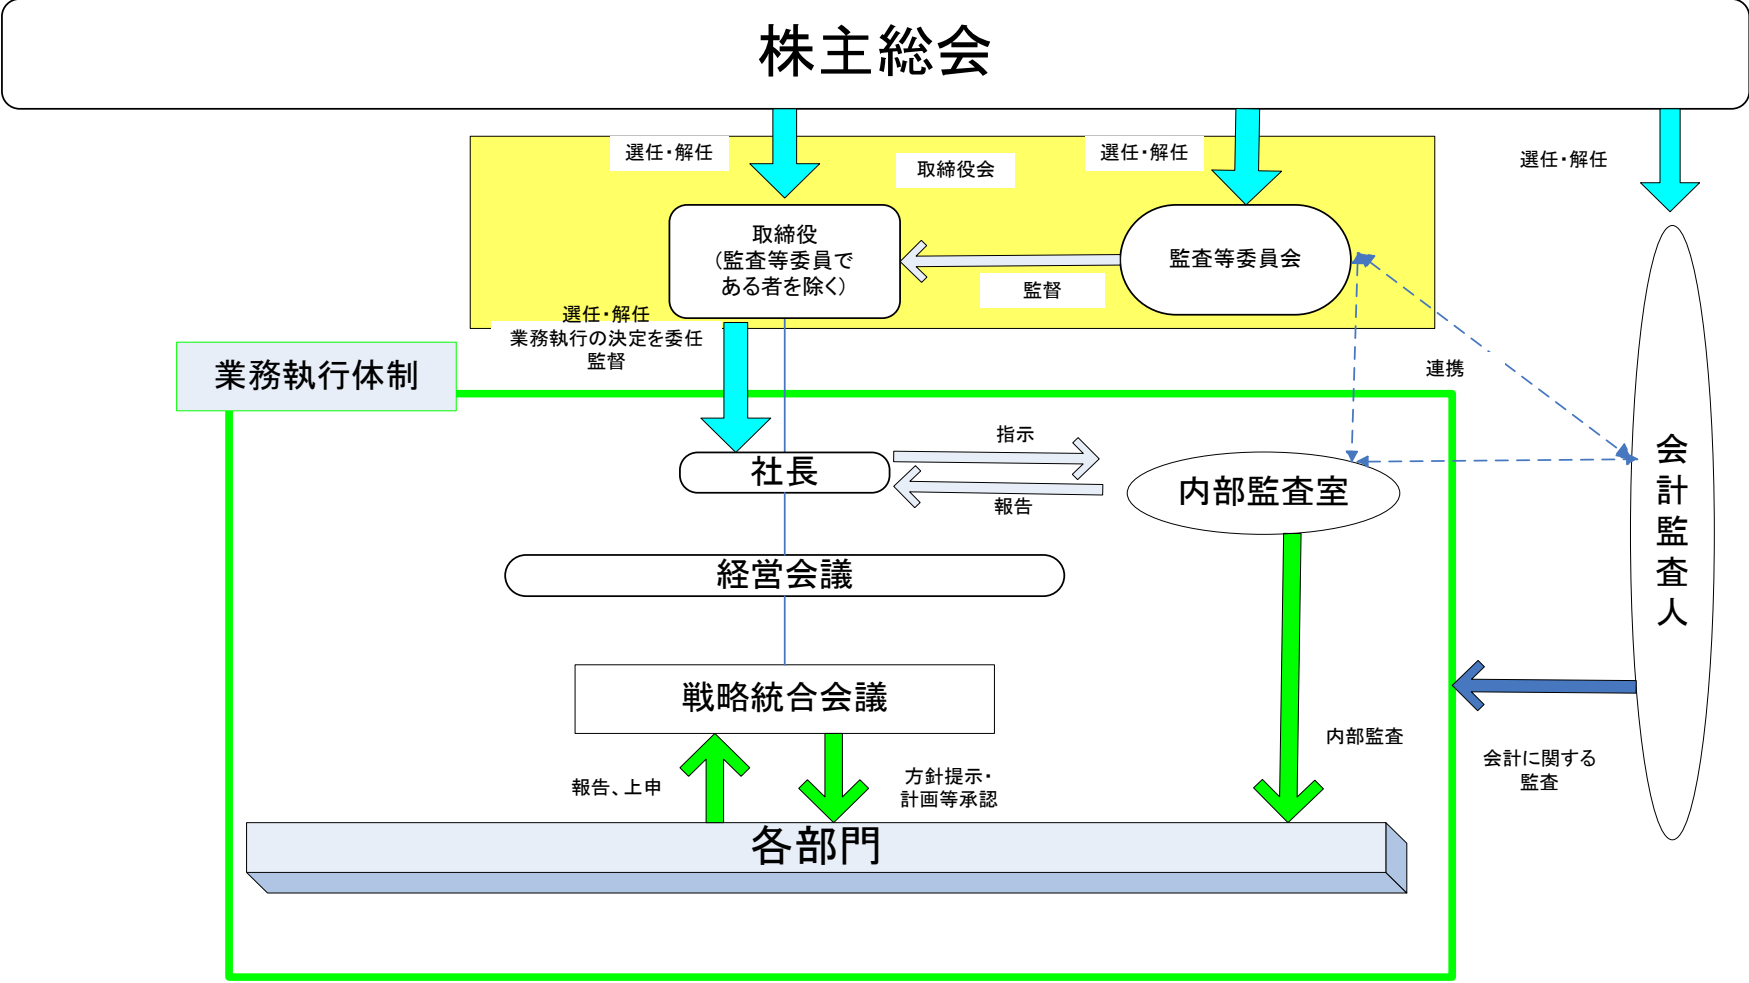 株主総会
選任・解任
取締役会
選任・解任
選任・解任
取締役
(監査等委員で
ある者を除く)
監査等委員会
監督
選任・解任
業務執行の決定を委任
監督
業務執行体制
連携
指示
社長
報告
内部監査室
会計監査人
経営会議
戦略統合会議
内部監査
会計に関する
監査
報告、上申
方針提示・
計画等承認
各部門